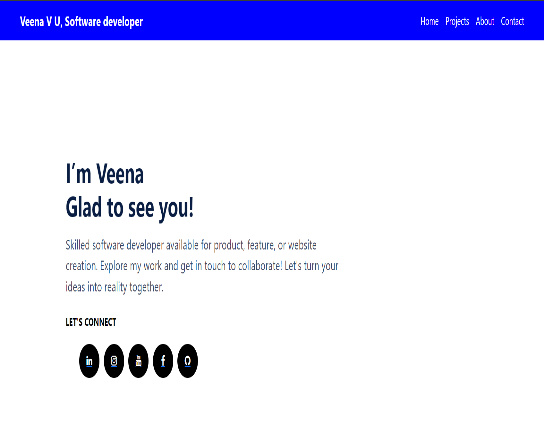 Veena V U, Software developer
Home Projects About Contact
I'm Veena
Glad to see you!
Skilled software developer available for product, feature, or website
creation. Explore my work and get in touch to collaborate! Let's turn your
ideas into reality together.
LET'S CONNECT